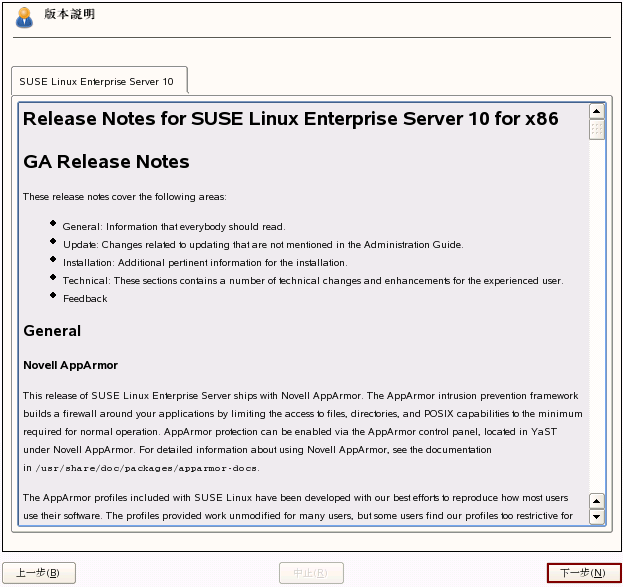 版本說明
SUSE Linux Enterprise Server 10
Release Notes for SUSE Linux Enterprise Server 10 for x86
GA Release Notes
These release notes cover the following areas:
General: Information that everybody should read.
Update: Changes related to updating that are not mentioned in the Administration Guide.
Installation: Additional pertinent information for the installation.
Technical: These sections contains a number of technical changes and enhancements for the experienced user.
Feedback
General
Novell AppArmor
This release of SUSE Linux Enterprise Server ships with Novell AppArmor. The AppArmor intrusion prevention framework
builds a firewall around your applications by limiting the access to files, directories, and POSIX capabilities to the minimum
required for normal operation. AppArmor protection can be enabled via the AppArmor control panel, located in YaST
under Novell AppArmor. For detailed information about using Novell AppArmor, see the documentation
in /usr/share/doc/packages/apparmor-docs.
The AppArmor profiles included with SUSE Linux have been developed with our best efforts to reproduce how most users
use their software. The profiles provided work unmodified for many users, but some users find our profiles too restrictive for
上一步(B)
中止(R)
下一步(N)